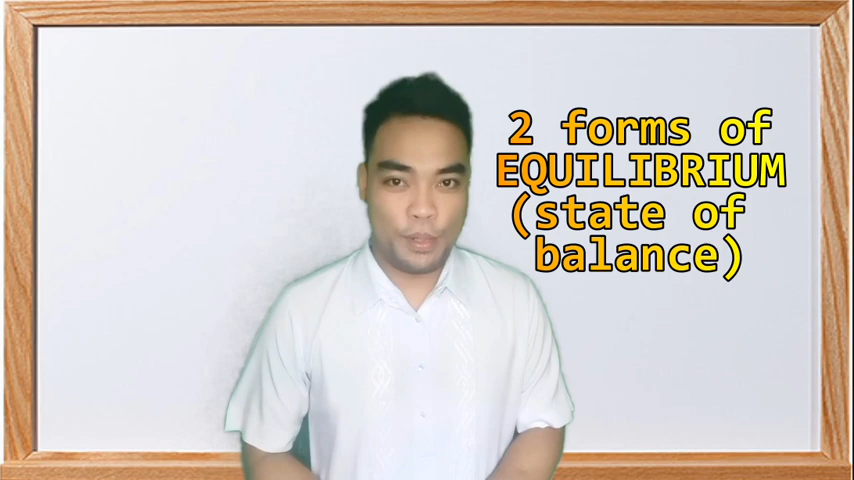 2 forms of
EQUILIBRIUM
(state of
balance)